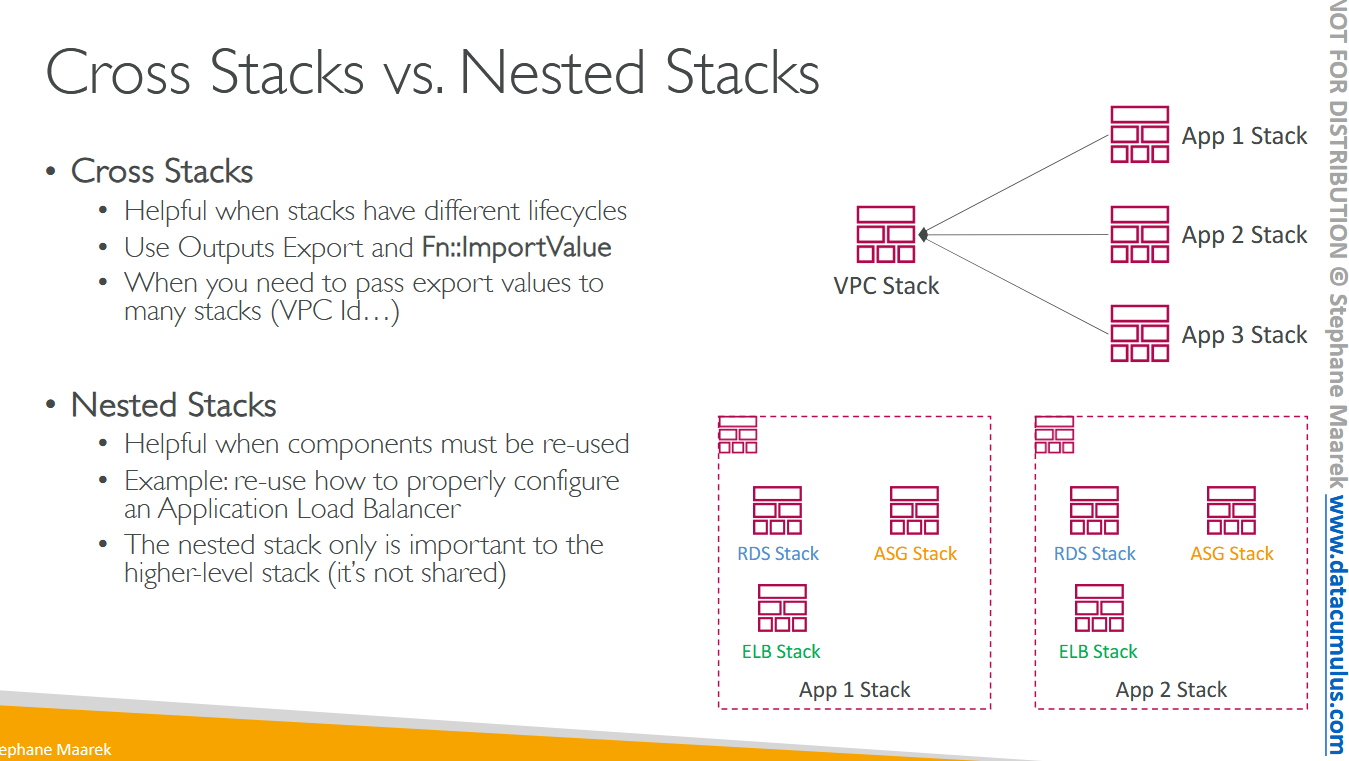 Cross Stacks vs. Nested Stacks
• Cross Stacks
• Helpful when stacks have different lifecycles
• Use Outputs Export and Fn::ImportValue
• When you need to pass export values to
many stacks (VPC Id…)
• Nested Stacks
• Helpful when components must be re-used
• Example: re-use how to properly configure
an Application Load Balancer
• The nested stack only is important to the
higher-level stack (it's not shared)
VPC Stack
App 1 Stack
App 2 Stack
App 3 Stack
RDS Stack
ASG Stack
ELB Stack
App 1 Stack
RDS Stack
ASG Stack
ELB Stack
App 2 Stack
NOT FOR DISTRIBUTION © Stephane Maarek www.datacumulus.com
ephane Maarek